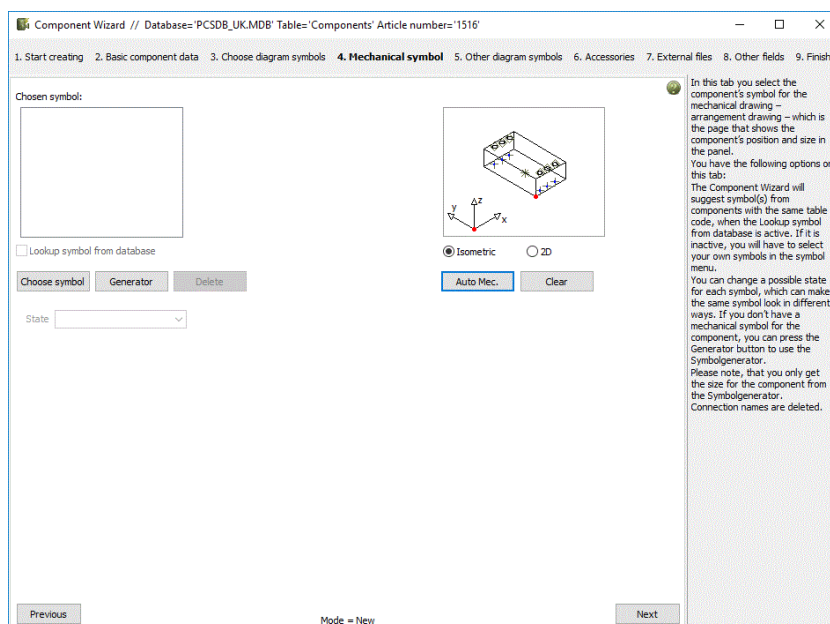 Component Wizard // Database='PCSDB_UK.MDB' Table='Components' Article number='1516'
1. Start creating 2. Basic component data 3. Choose diagram symbols 4. Mechanical symbol 5. Other diagram symbols 6. Accessories 7. External files 8. Other fields 9. Finish
Chosen symbol:
z
y
x
Lookup symbol from database
Isometric
2D
Choose symbol
Generator
Delete
Auto Mec.
Clear
State
In this tab you select the
component's symbol for the
mechanical drawing –
arrangement drawing – which is
the page that shows the
component's position and size in
the panel.
You have the following options on
this tab:
The Component Wizard will
suggest symbol(s) from
components with the same table
code, when the Lookup symbol
from database is active. If it is
inactive, you will have to select
your own symbols in the symbol
menu.
You can change a possible state
for each symbol, which can make
the same symbol look in different
ways. If you don't have a
mechanical symbol for the
component, you can press the
Generator button to use the
Symbolgenerator.
Please note, that you only get
the size for the component from
the Symbolgenerator.
Connection names are deleted.
Previous
Mode = New
Next